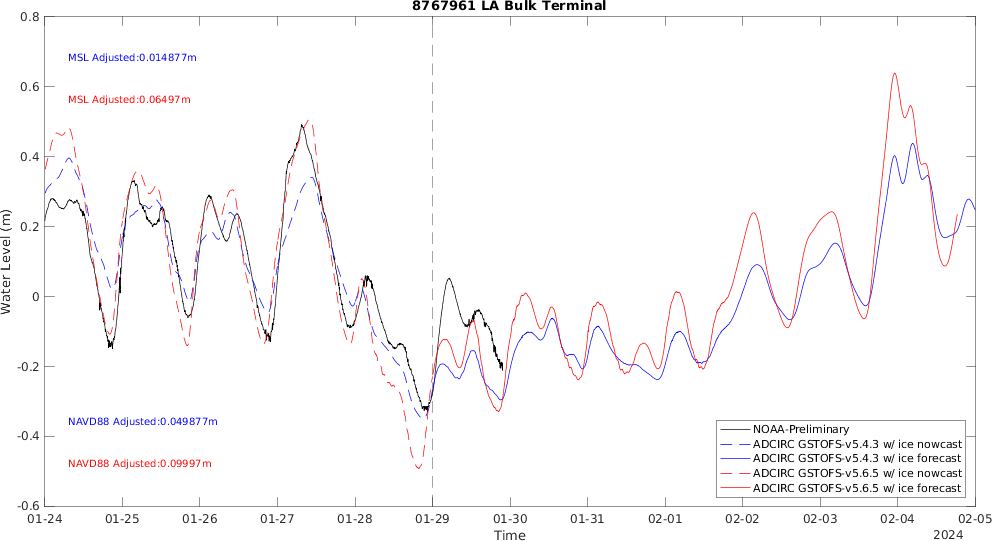 8767961 LA Bulk Terminal
0.8
MSL Adjusted:0.014877m
0.6
MSL Adjusted:0.06497m
0.4
0.2
Water Level (m)
0
-0.2
NAVD88 Adjusted:0.049877m
-0.4
NAVD88 Adjusted:0.09997m
-0.6
NOAA-Preliminary
ADCIRC GSTOFS-v5.4.3 w/ ice nowcast
ADCIRC GSTOFS-v5.4.3 w/ ice forecast
ADCIRC GSTOFS-v5.6.5 w/ ice nowcast
ADCIRC GSTOFS-v5.6.5 w/ ice forecast
01-24 01-25 01-26 01-27 01-28 01-29 01-30 01-31 02-01 02-02 02-03 02-04 02-05
Time
2024